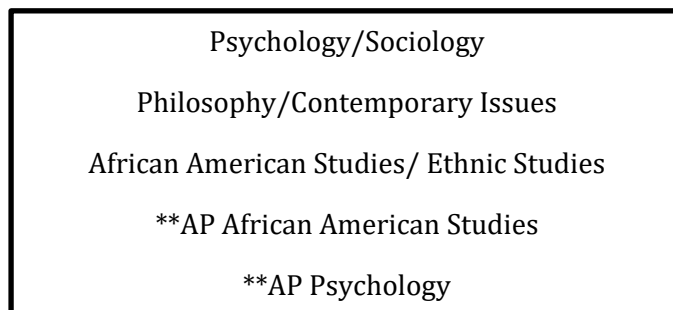 Psychology/Sociology
Philosophy/Contemporary Issues
African American Studies/ Ethnic Studies
**AP African American Studies
**AP Psychology